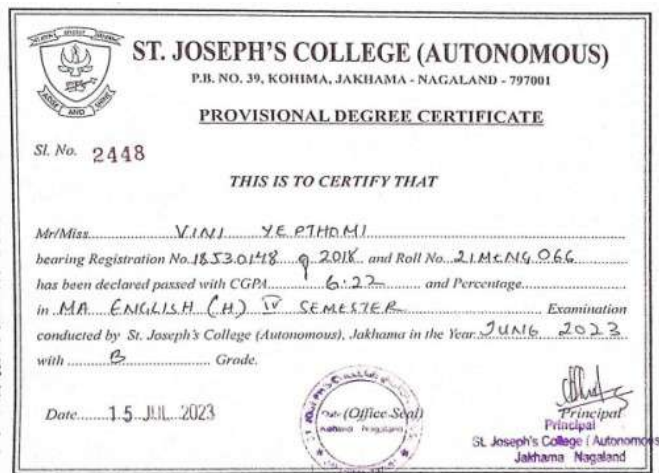 ST. JOSEPH'S COLLEGE (AUTONOMOUS)
P.B. NO. 39, KOHIMA, JAKHAMA - NAGALAND - 797001
PROVISIONAL DEGREE CERTIFICATE
AND
Sl. No. 2448
THIS IS TO CERTIFY THAT
Mr/Miss VINI YEPTHOMI
bearing Registration No. 18530148 of 2018 and Roll No. 21MENG066
has been declared passed with CGPA 6.22 and Percentage
in MA ENGLISH (H) IV SEMESTER Examination
conducted by St. Joseph's College (Autonomous), Jakhama in the Year JUNE 2023
with B Grade.
Date 15 JUL 2023
(Office Seal)
Principal
Principal
St. Joseph's College (Autonomous
Jakhama Nagaland